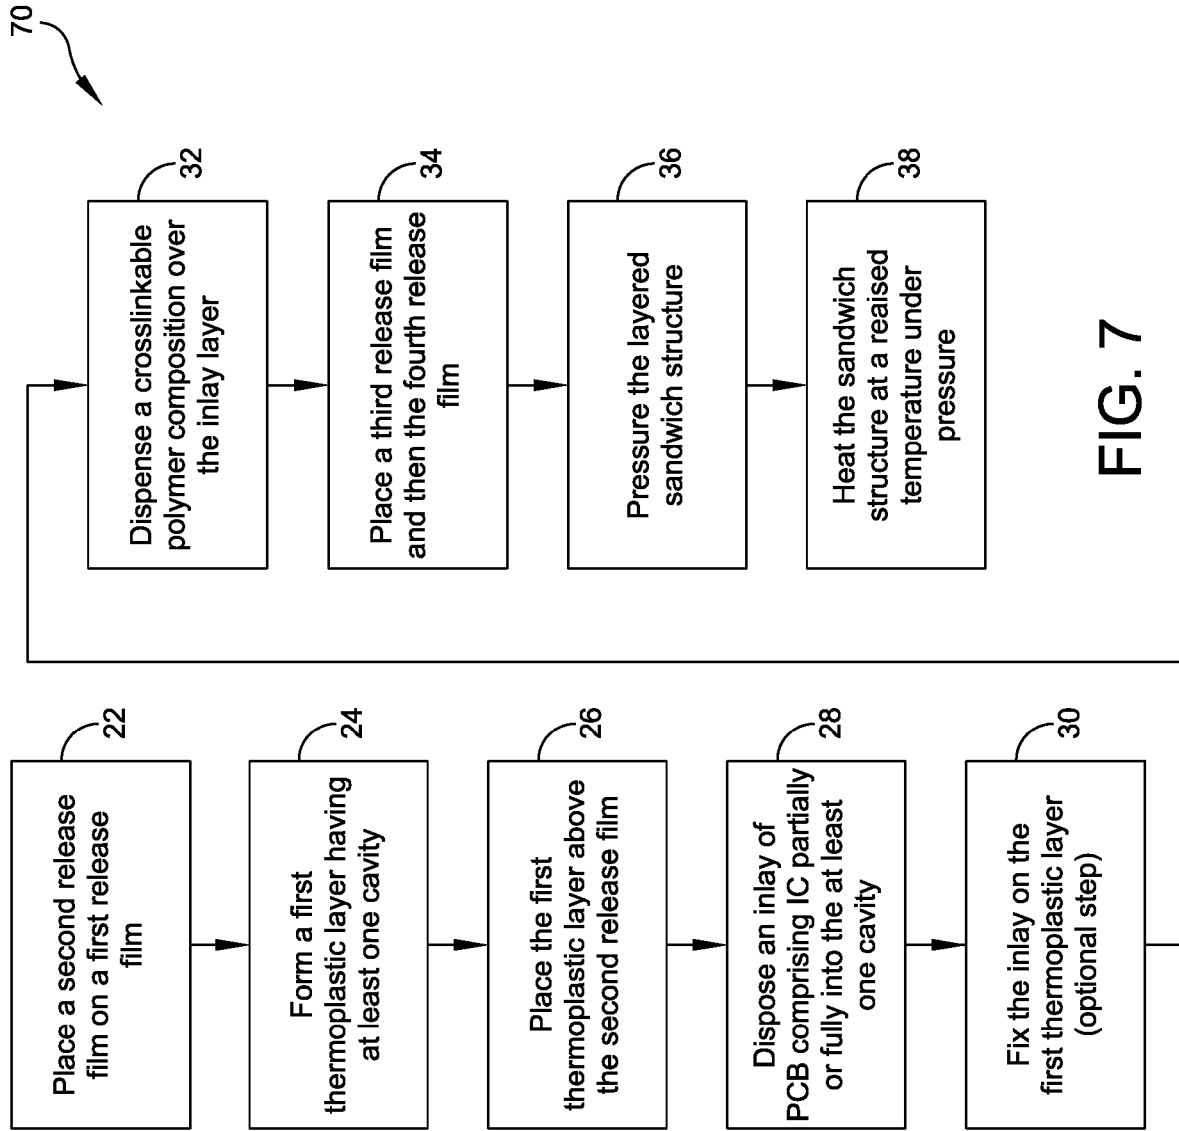 70
Place a second release
film on a first release
film
22
Form a first
thermoplastic layer having
at least one cavity
24
Place the first
thermoplastic layer above
the second release film
26
Dispose an inlay of
PCB comprising IC partially
or fully into the at least
one cavity
28
Fix the inlay on the
first thermoplastic layer
(optional step)
30
Dispense a crosslinkable
polymer composition over
the inlay layer
32
Place a third release film
and then the fourth release
film
34
Pressure the layered
sandwich structure
36
Heat the sandwich
structure at a reaised
temperature under
pressure
38
FIG. 7